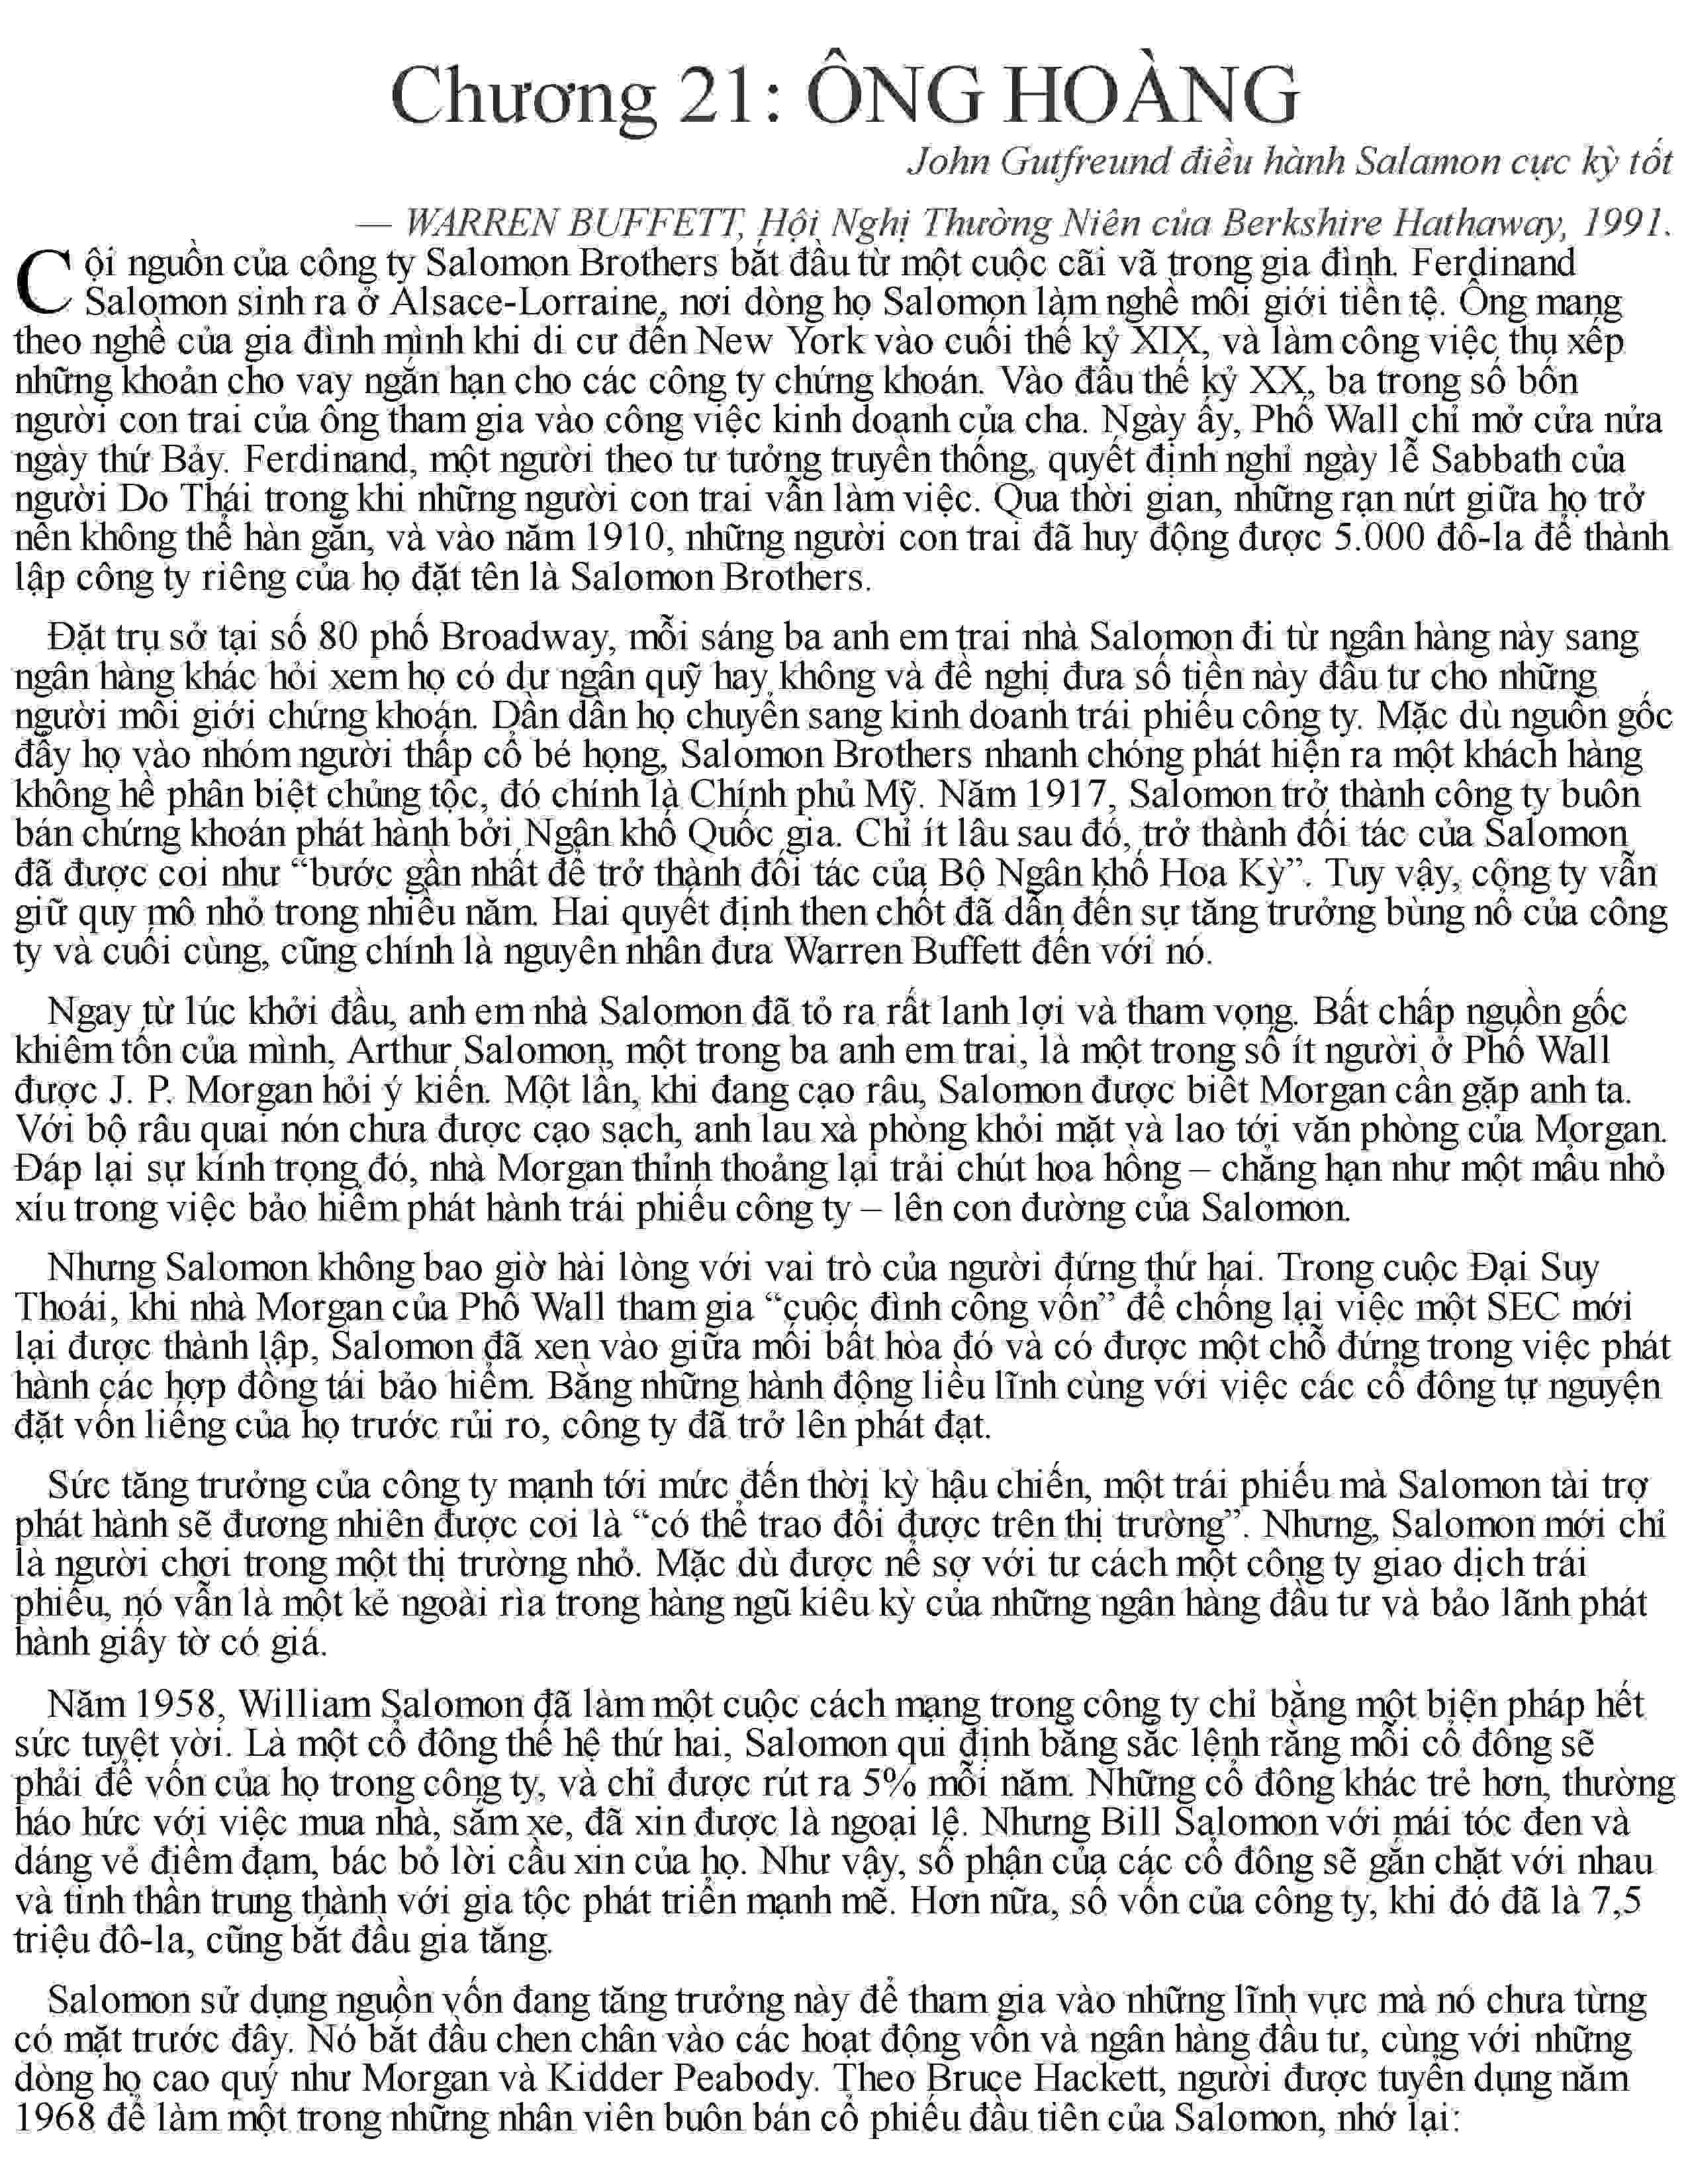 Chương 21: ÔNG HOÀNG
John Gutfreund điều hành Salamon cực kỳ tốt
— WARREN BUFFETT, Hội Nghị Thường Niên của Berkshire Hathaway, 1991.
Cội nguồn của công ty Salomon Brothers bắt đầu từ một cuộc cãi vã trong gia đình. Ferdinand
Salomon sinh ra ở Alsace-Lorraine, nơi dòng họ Salomon làm nghề môi giới tiền tệ. Ông mang
theo nghề của gia đình mình khi di cư đến New York vào cuối thế kỷ XIX, và làm công việc thu xếp
những khoản cho vay ngắn hạn cho các công ty chứng khoán. Vào đầu thế kỷ XX, ba trong số bốn
người con trai của ông tham gia vào công việc kinh doanh của cha. Ngày ấy, Phố Wall chỉ mở cửa nửa
ngày thứ Bảy. Ferdinand, một người theo tư tưởng truyền thống, quyết định nghỉ ngày lễ Sabbath của
người Do Thái trong khi những người con trai vẫn làm việc. Qua thời gian, những rạn nứt giữa họ trở
nên không thể hàn gắn, và vào năm 1910, những người con trai đã huy động được 5.000 đô-la để thành
lập công ty riêng của họ đặt tên là Salomon Brothers.
Đặt trụ sở tại số 80 phố Broadway, mỗi sáng ba anh em trai nhà Salomon đi từ ngân hàng này sang
ngân hàng khác hỏi xem họ có dư ngân quỹ hay không và đề nghị đưa số tiền này đầu tư cho những
người môi giới chứng khoán. Dần dần họ chuyển sang kinh doanh trái phiếu công ty. Mặc dù nguồn gốc
đẩy họ vào nhóm người thấp cổ bé họng, Salomon Brothers nhanh chóng phát hiện ra một khách hàng
không hề phân biệt chủng tộc, đó chính là Chính phủ Mỹ. Năm 1917, Salomon trở thành công ty buôn
bán chứng khoán phát hành bởi Ngân khố Quốc gia. Chỉ ít lâu sau đó, trở thành đối tác của Salomon
đã được coi như “bước gần nhất để trở thành đối tác của Bộ Ngân khố Hoa Kỳ”. Tuy vậy, công ty vẫn
giữ quy mô nhỏ trong nhiều năm. Hai quyết định then chốt đã dẫn đến sự tăng trưởng bùng nổ của công
ty và cuối cùng, cũng chính là nguyên nhân đưa Warren Buffett đến với nó.
Ngay từ lúc khởi đầu, anh em nhà Salomon đã tỏ ra rất lanh lợi và tham vọng. Bất chấp nguồn gốc
khiêm tốn của mình, Arthur Salomon, một trong ba anh em trai, là một trong số ít người ở Phố Wall
được J. P. Morgan hỏi ý kiến. Một lần, khi đang cạo râu, Salomon được biết Morgan cần gặp anh ta.
Với bộ râu quai nón chưa được cạo sạch, anh lau xà phòng khỏi mặt và lao tới văn phòng của Morgan.
Đáp lại sự kính trọng đó, nhà Morgan thỉnh thoảng lại trải chút hoa hồng – chẳng hạn như một mẩu nhỏ
xíu trong việc bảo hiểm phát hành trái phiếu công ty – lên con đường của Salomon.
Nhưng Salomon không bao giờ hài lòng với vai trò của người đứng thứ hai. Trong cuộc Đại Suy
Thoái, khi nhà Morgan của Phố Wall tham gia “cuộc đình công vốn” để chống lại việc một SEC mới
lại được thành lập, Salomon đã xen vào giữa mối bất hòa đó và có được một chỗ đứng trong việc phát
hành các hợp đồng tái bảo hiểm. Bằng những hành động liều lĩnh cùng với việc các cổ đông tự nguyện
đặt vốn liếng của họ trước rủi ro, công ty đã trở lên phát đạt.
Sức tăng trưởng của công ty mạnh tới mức đến thời kỳ hậu chiến, một trái phiếu mà Salomon tài trợ
phát hành sẽ đương nhiên được coi là “có thể trao đổi được trên thị trường”. Nhưng, Salomon mới chỉ
là người chơi trong một thị trường nhỏ. Mặc dù được nể sợ với tư cách một công ty giao dịch trái
phiếu, nó vẫn là một kẻ ngoài rìa trong hàng ngũ kiêu kỳ của những ngân hàng đầu tư và bảo lãnh phát
hành giấy tờ có giá.
Năm 1958, William Salomon đã làm một cuộc cách mạng trong công ty chỉ bằng một biện pháp hết
sức tuyệt vời. Là một cổ đông thế hệ thứ hai, Salomon qui định bằng sắc lệnh rằng mỗi cổ đông sẽ
phải để vốn của họ trong công ty, và chỉ được rút ra 5% mỗi năm. Những cổ đông khác trẻ hơn, thường
háo hức với việc mua nhà, sắm xe, đã xin được là ngoại lệ. Nhưng Bill Salomon với mái tóc đen và
dáng vẻ điềm đạm, bác bỏ lời cầu xin của họ. Như vậy, số phận của các cổ đông sẽ gắn chặt với nhau
và tinh thần trung thành với gia tộc phát triển mạnh mẽ. Hơn nữa, số vốn của công ty, khi đó đã là 7,5
triệu đô-la, cũng bắt đầu gia tăng.
Salomon sử dụng nguồn vốn đang tăng trưởng này để tham gia vào những lĩnh vực mà nó chưa từng
có mặt trước đây. Nó bắt đầu chen chân vào các hoạt động vốn và ngân hàng đầu tư, cùng với những
dòng họ cao quý như Morgan và Kidder Peabody. Theo Bruce Hackett, người được tuyển dụng năm
1968 để làm một trong những nhân viên buôn bán cổ phiếu đầu tiên của Salomon, nhớ lại: